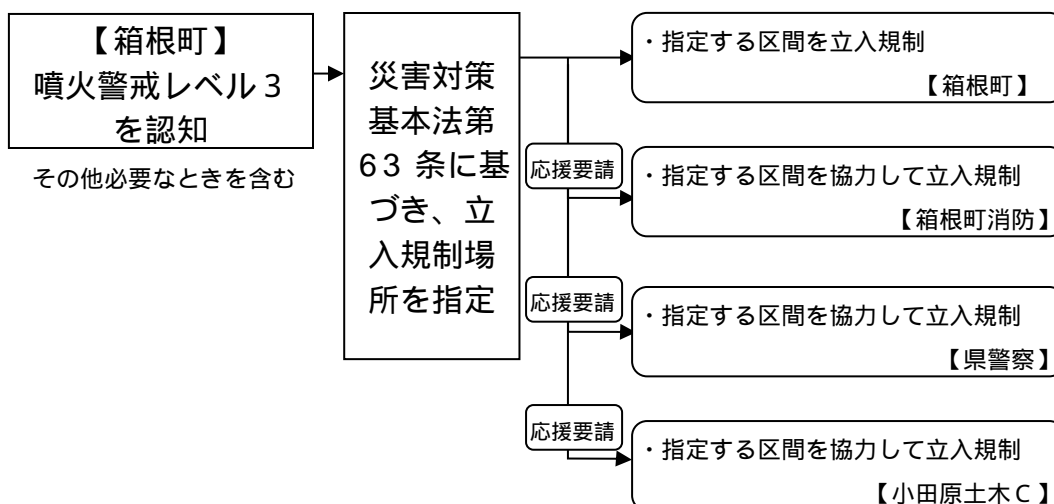 【箱根町】
噴火警戒レベル3
を認知
その他必要なときを含む
災害対策
基本法第
63 条に基
づき、立
入規制場
所を指定
・指定する区間を立入規制
【箱根町】
応援要請
・指定する区間を協力して立入規制
【箱根町消防】
応援要請
・指定する区間を協力して立入規制
【県警察】
応援要請
・指定する区間を協力して立入規制
【小田原土木C】